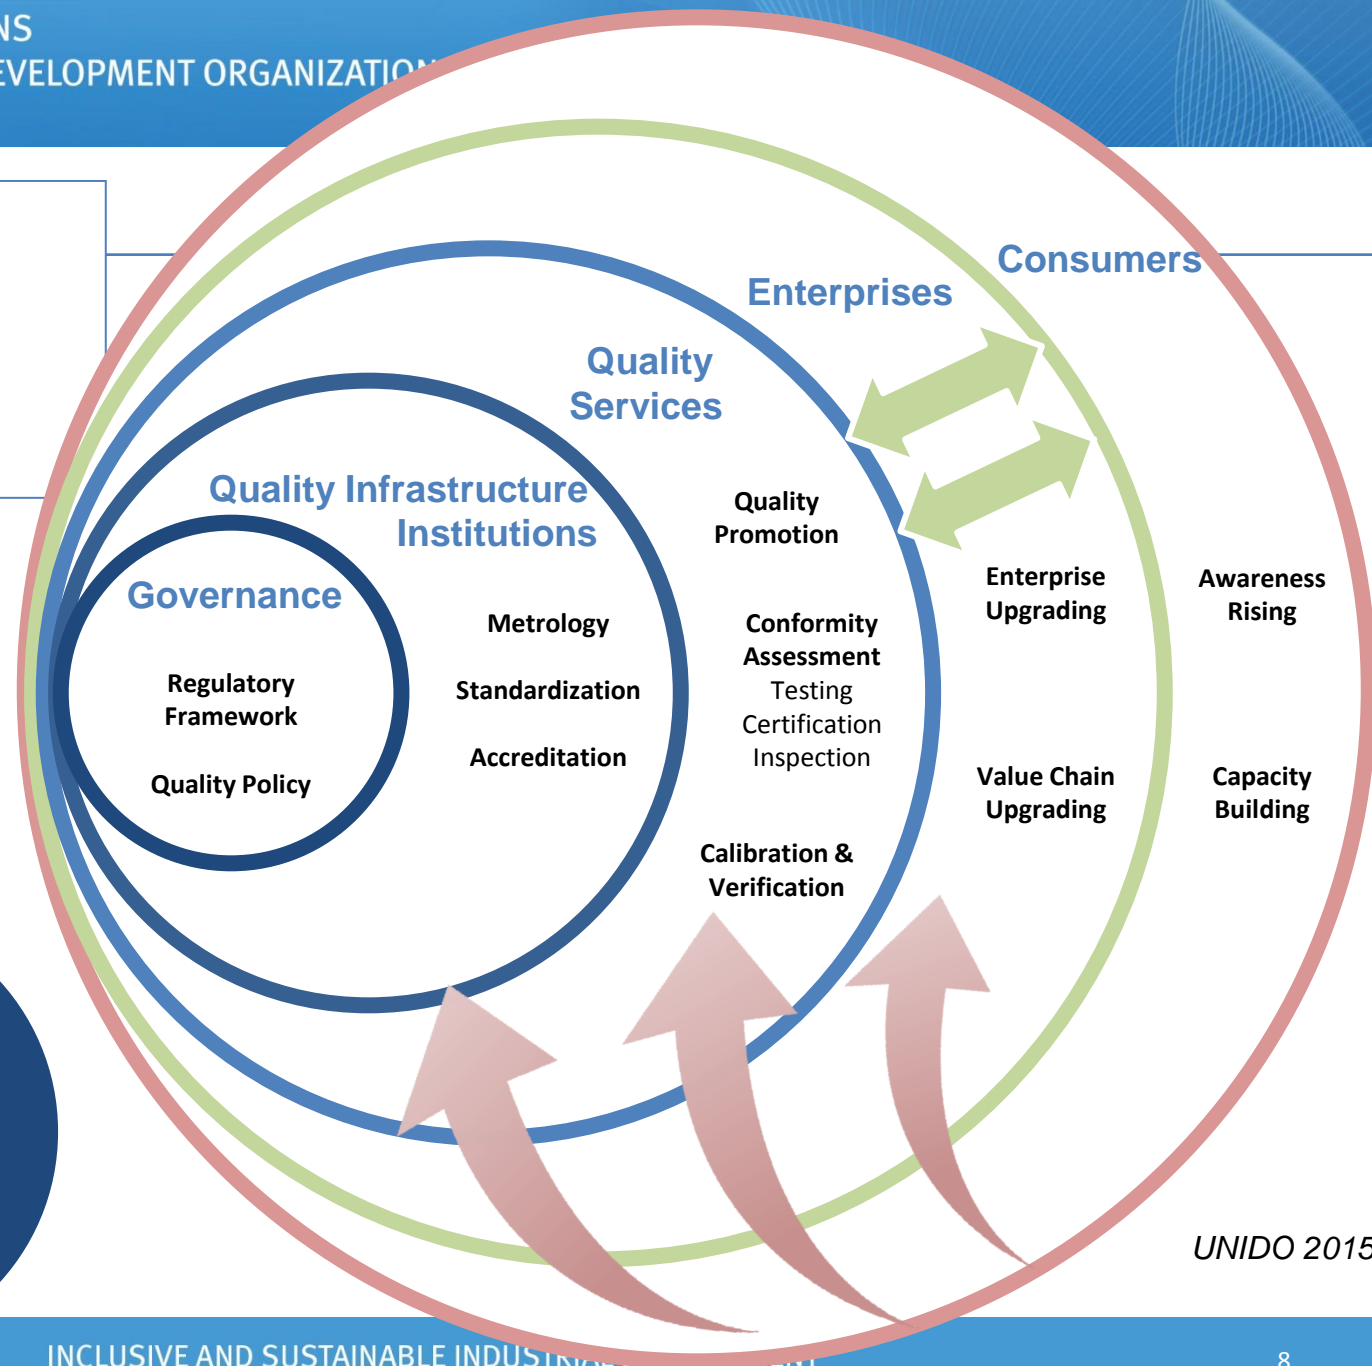 NS
EVELOPMENT ORGANIZATION
Consumers
Enterprises
Quality
Services
Quality Infrastructure
Institutions
Governance
Regulatory
Framework
Quality Policy
Metrology
Standardization
Accreditation
Quality
Promotion
Conformity
Assessment
Testing
Certification
Inspection
Calibration &
Verification
Enterprise
Upgrading
Value Chain
Upgrading
Awareness
Rising
Capacity
Building
UNIDO 2015
INCLUSIVE AND SUSTAINABLE INDUSTRIAL
8